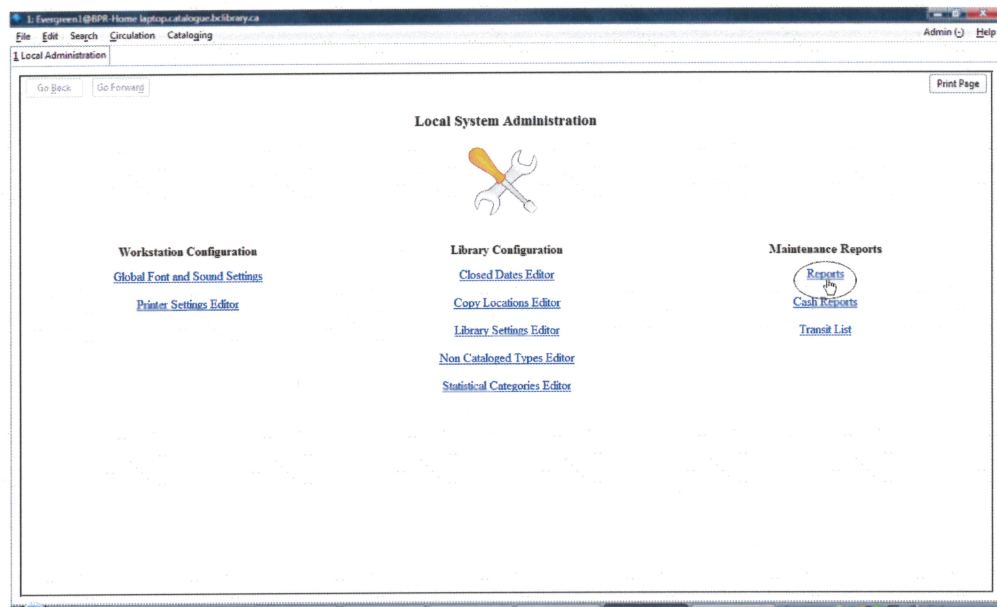 1: Evergreen1@BPR-Home laptop.catalogue.bclibrary.ca
File Edit Search Circulation Cataloging Admin (-) Help
1 Local Administration
Go Back Go Forward Print Page
Local System Administration
Workstation Configuration Library Configuration Maintenance Reports
Global Font and Sound Settings Closed Dates Editor Reports
Printer Settings Editor Copy Locations Editor Cash Reports
Library Settings Editor Transit List
Non Cataloged Types Editor
Statistical Categories Editor